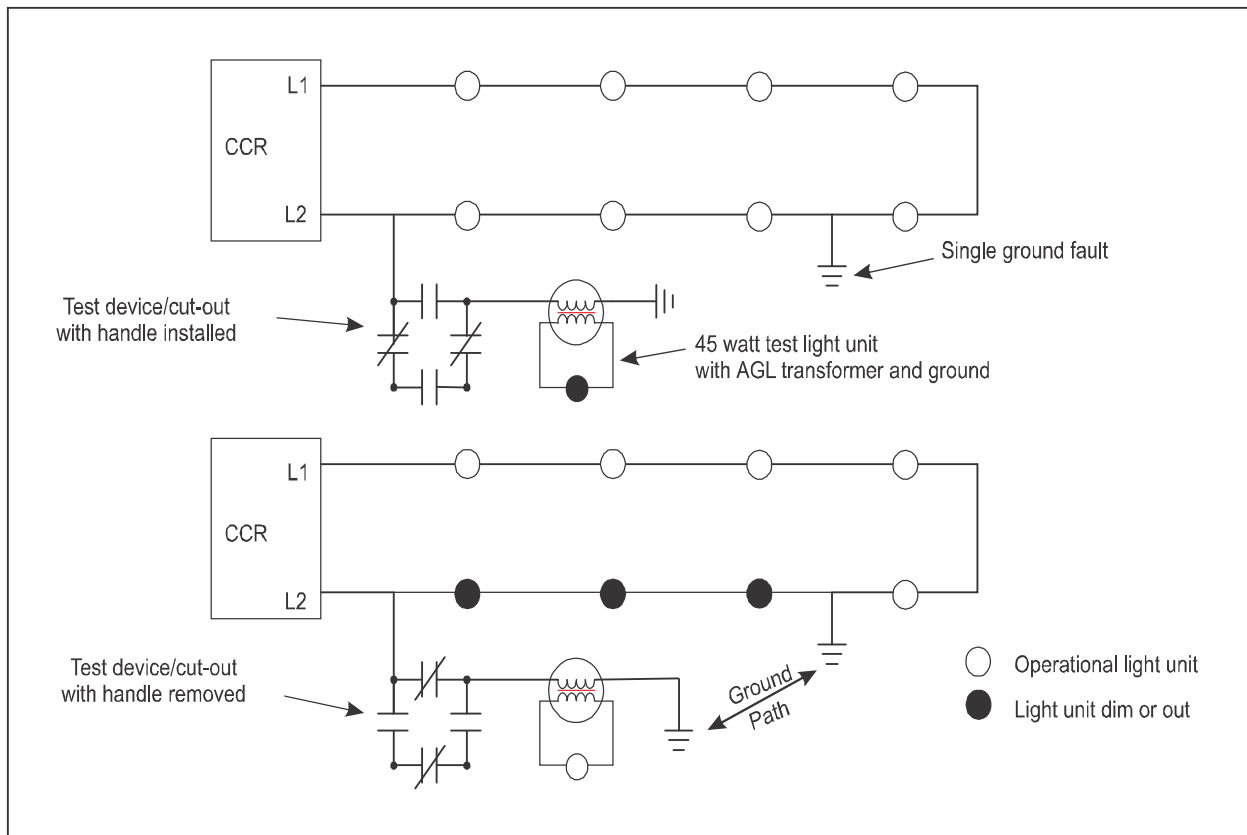 L1
CCR
L2
Single ground fault
Test device/cut-out
with handle installed
45 watt test light unit
with AGL transformer and ground
L1
CCR
L2
Test device/cut-out
with handle removed
Ground
Path
Operational light unit
Light unit dim or out